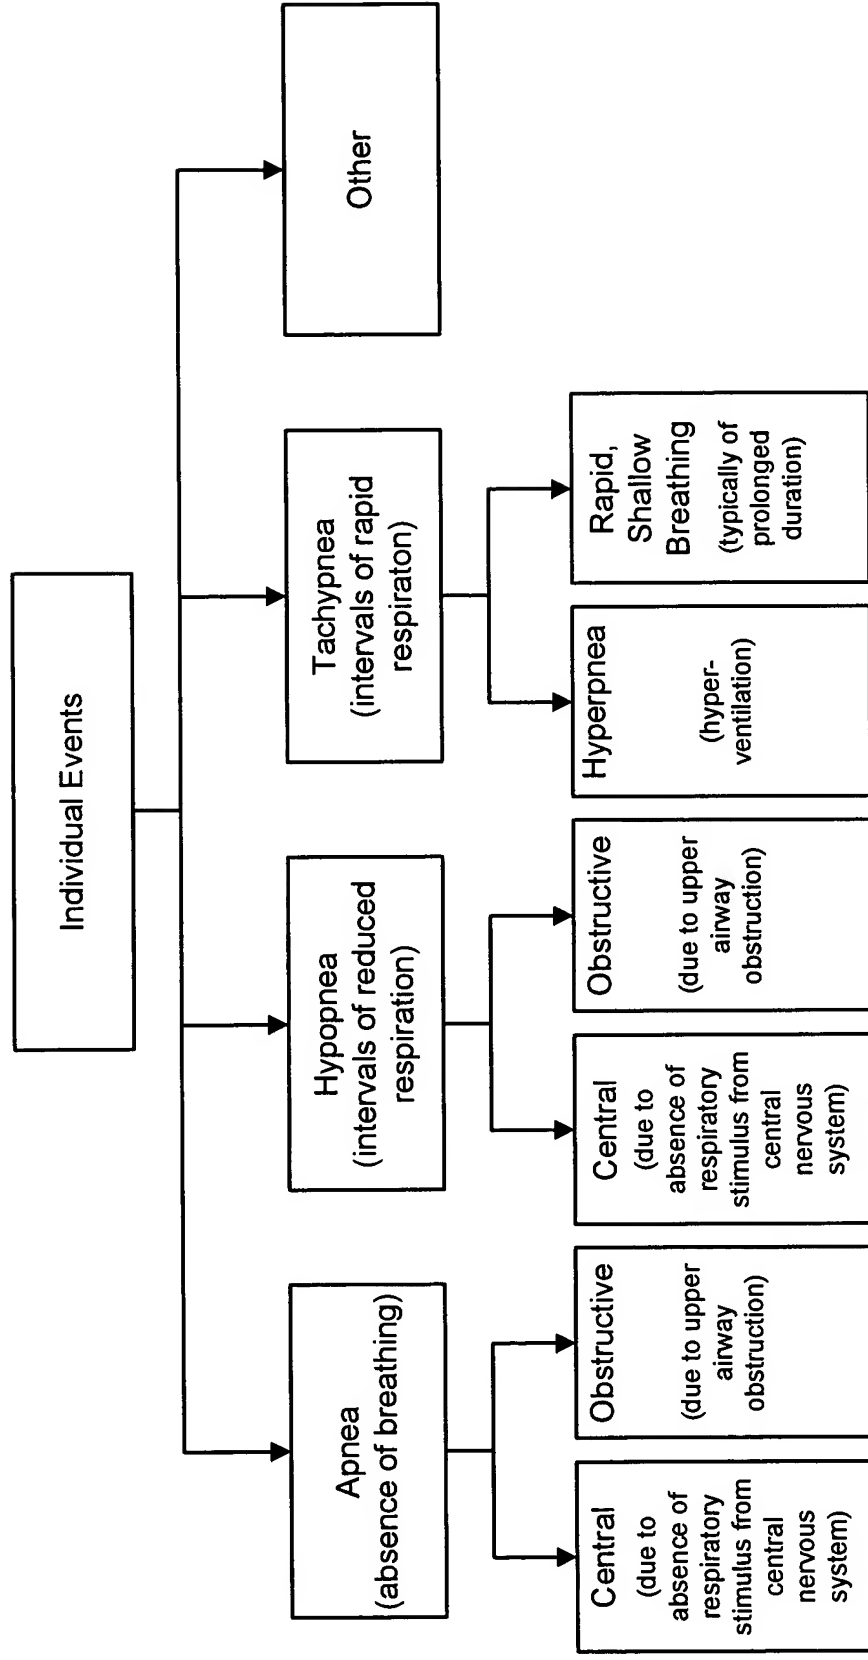 Individual Events
Apnea
(absence of breathing)
Hypopnea
(intervals of reduced
respiration)
Tachypnea
(intervals of rapid
respiraton)
Other
Central
(due to
absence of
respiratory
stimulus from
central
nervous
system)
Obstructive
(due to upper
airway
obstruction)
Central
(due to
absence of
respiratory
stimulus from
central
nervous
system)
Obstructive
(due to upper
airway
obstruction)
Hyperpnea
(hyper-
ventilation)
Rapid,
Shallow
Breathing
(typically of
prolonged
duration)